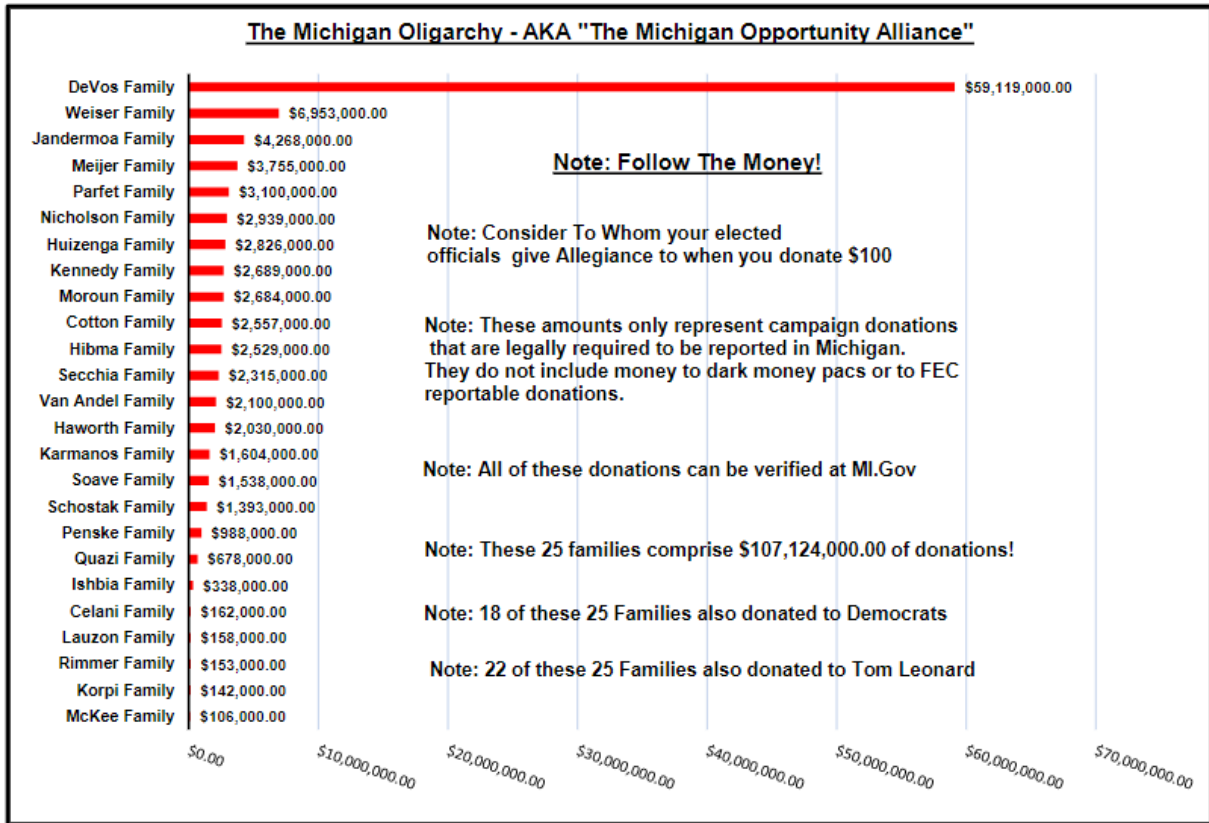 The Michigan Oligarchy - AKA "The Michigan Opportunity Alliance"
DeVos Family $59,119,000.00
Weiser Family $6,953,000.00
Jandermoa Family $4,268,000.00
Meijer Family $3,755,000.00
Parfet Family $3,100,000.00
Nicholson Family $2,939,000.00
Huizenga Family $2,826,000.00
Kennedy Family $2,689,000.00
Moroun Family $2,684,000.00
Cotton Family $2,557,000.00
Hibma Family $2,529,000.00
Secchia Family $2,315,000.00
Van Andel Family $2,100,000.00
Haworth Family $2,030,000.00
Karmanos Family $1,604,000.00
Soave Family $1,538,000.00
Schostak Family $1,393,000.00
Penske Family $988,000.00
Quazi Family $678,000.00
Ishbia Family $338,000.00
Celani Family $162,000.00
Lauzon Family $158,000.00
Rimmer Family $153,000.00
Korpi Family $142,000.00
McKee Family $106,000.00
Note: Follow The Money!
Note: Consider To Whom your elected
officials give Allegiance to when you donate $100
Note: These amounts only represent campaign donations
that are legally required to be reported in Michigan.
They do not include money to dark money pacs or to FEC
reportable donations.
Note: All of these donations can be verified at MI.Gov
Note: These 25 families comprise $107,124,000.00 of donations!
Note: 18 of these 25 Families also donated to Democrats
Note: 22 of these 25 Families also donated to Tom Leonard
$0.00 $10,000,000.00 $20,000,000.00 $30,000,000.00 $40,000,000.00 $50,000,000.00 $60,000,000.00 $70,000,000.00